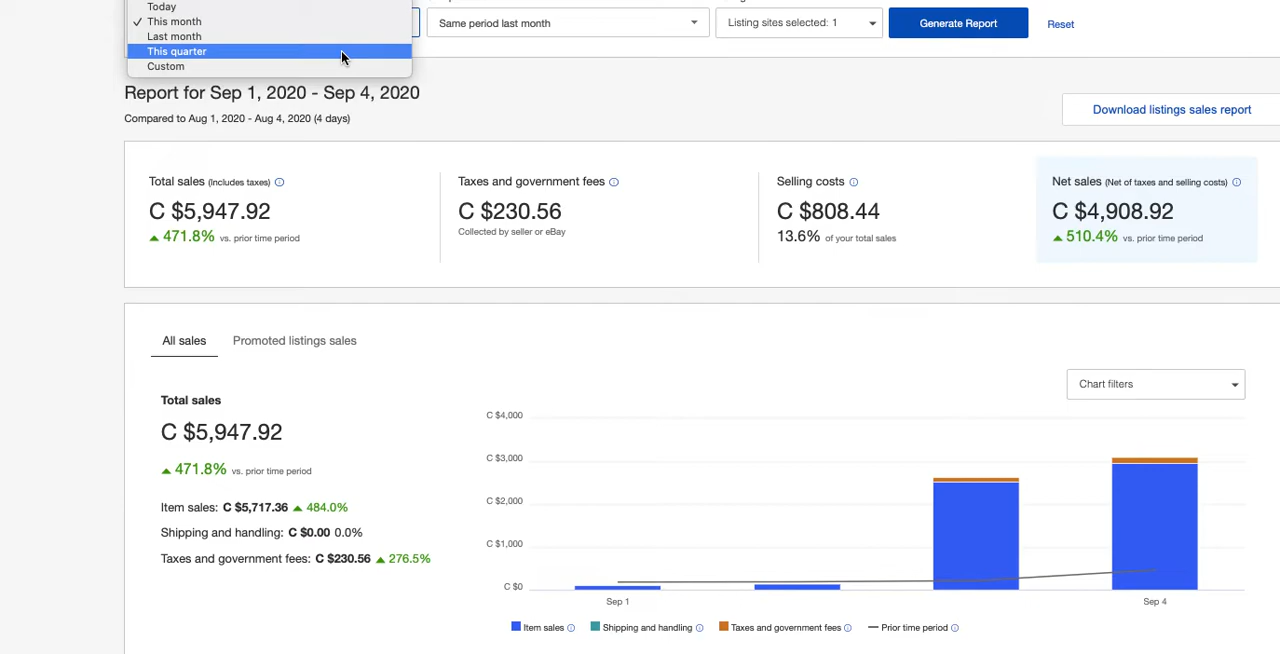 Today
✓ This month
Last month
This quarter
Custom
Same period last month
Listing sites selected: 1
Generate Report
Reset
Report for Sep 1, 2020 - Sep 4, 2020
Compared to Aug 1, 2020 - Aug 4, 2020 (4 days)
Download listings sales report
Total sales (Includes taxes)
C $5,947.92
471.8% vs. prior time period
Taxes and government fees
C $230.56
Collected by seller or eBay
Selling costs
C $808.44
13.6% of your total sales
Net sales (Net of taxes and selling costs)
C $4,908.92
510.4% vs. prior time period
All sales
Promoted listings sales
Chart filters
Total sales
C $5,947.92
471.8% vs. prior time period
Item sales: C $5,717.36 484.0%
Shipping and handling: C $0.00 0.0%
Taxes and government fees: C $230.56 276.5%
C $4,000
C $3,000
C $2,000
C $1,000
C $0
Sep 1
Sep 4
Item sales
Shipping and handling
Taxes and government fees
Prior time period